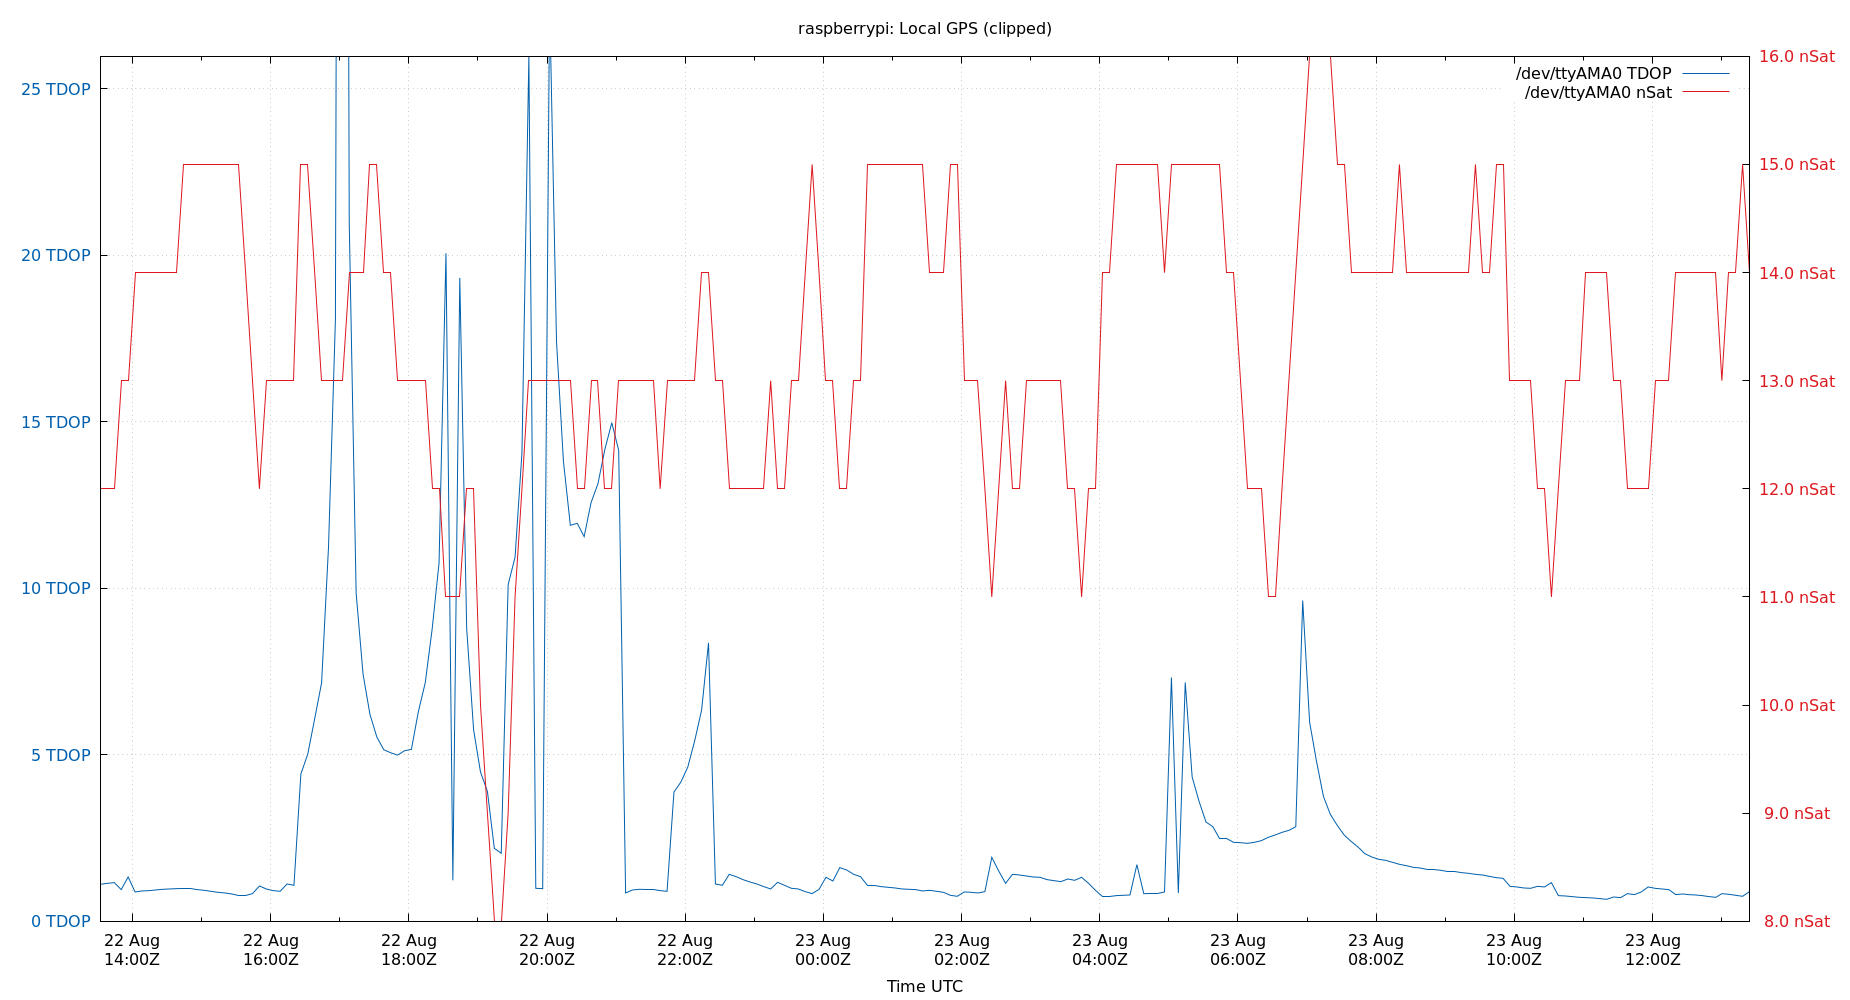 raspberrypi: Local GPS (clipped)
/dev/ttyAMA0 TDOP
/dev/ttyAMA0 nSat
25 TDOP
20 TDOP
15 TDOP
10 TDOP
5 TDOP
0 TDOP
16.0 nSat
15.0 nSat
14.0 nSat
13.0 nSat
12.0 nSat
11.0 nSat
10.0 nSat
9.0 nSat
8.0 nSat
22 Aug
14:00Z
22 Aug
16:00Z
22 Aug
18:00Z
22 Aug
20:00Z
22 Aug
22:00Z
23 Aug
00:00Z
23 Aug
02:00Z
23 Aug
04:00Z
23 Aug
06:00Z
23 Aug
08:00Z
23 Aug
10:00Z
23 Aug
12:00Z
Time UTC